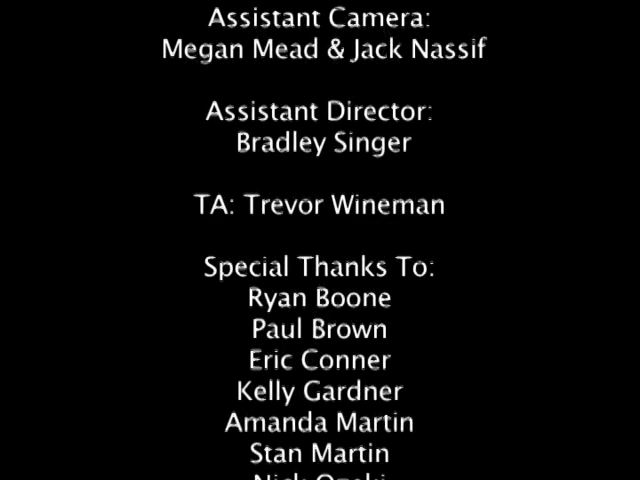 Assistant Camera:
Megan Mead & Jack Nassif
Assistant Director:
Bradley Singer
TA: Trevor Wineman
Special Thanks To:
Ryan Boone
Paul Brown
Eric Conner
Kelly Gardner
Amanda Martin
Stan Martin
Nick